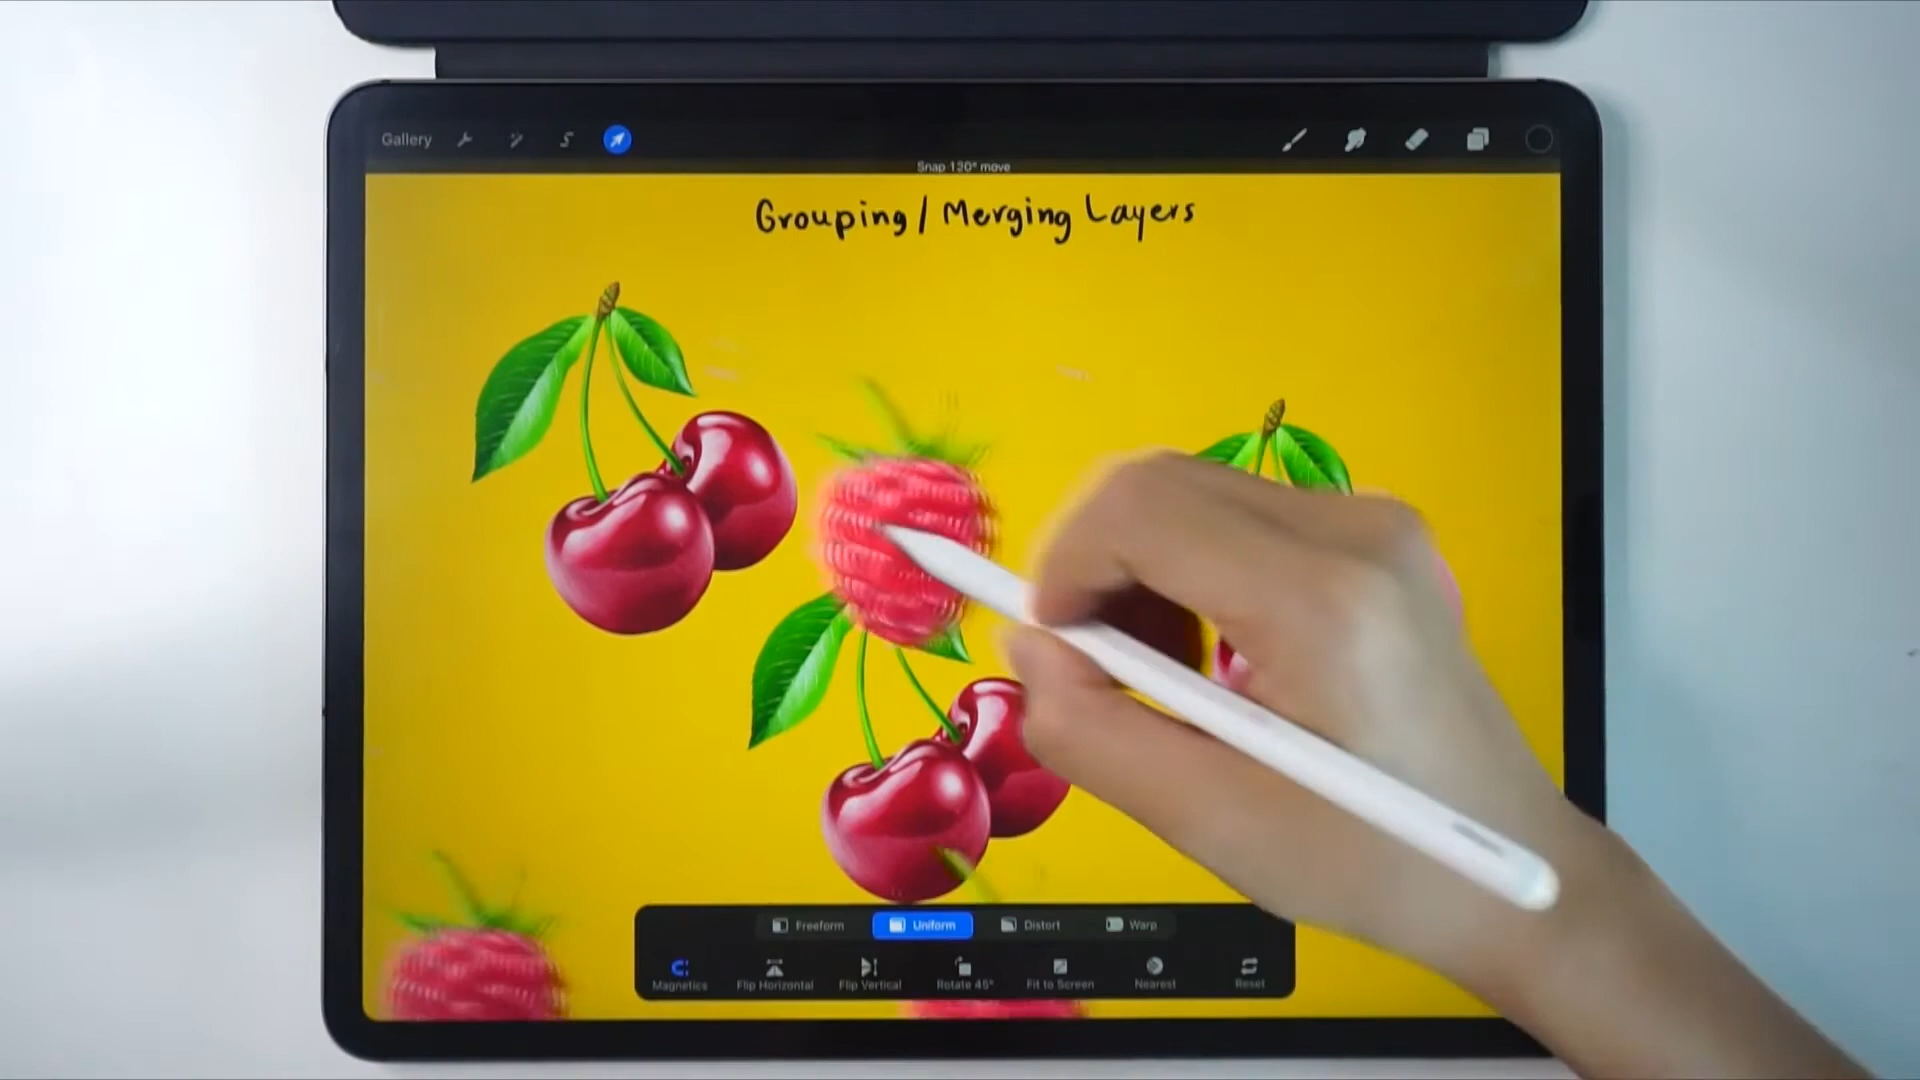 Gallery
Snap 120° move
Grouping / Merging Layers
Freeform Uniform Distort Warp
Magnetics Flip Horizontal Flip Vertical Rotate 45° Fit to Screen Nearest Reset